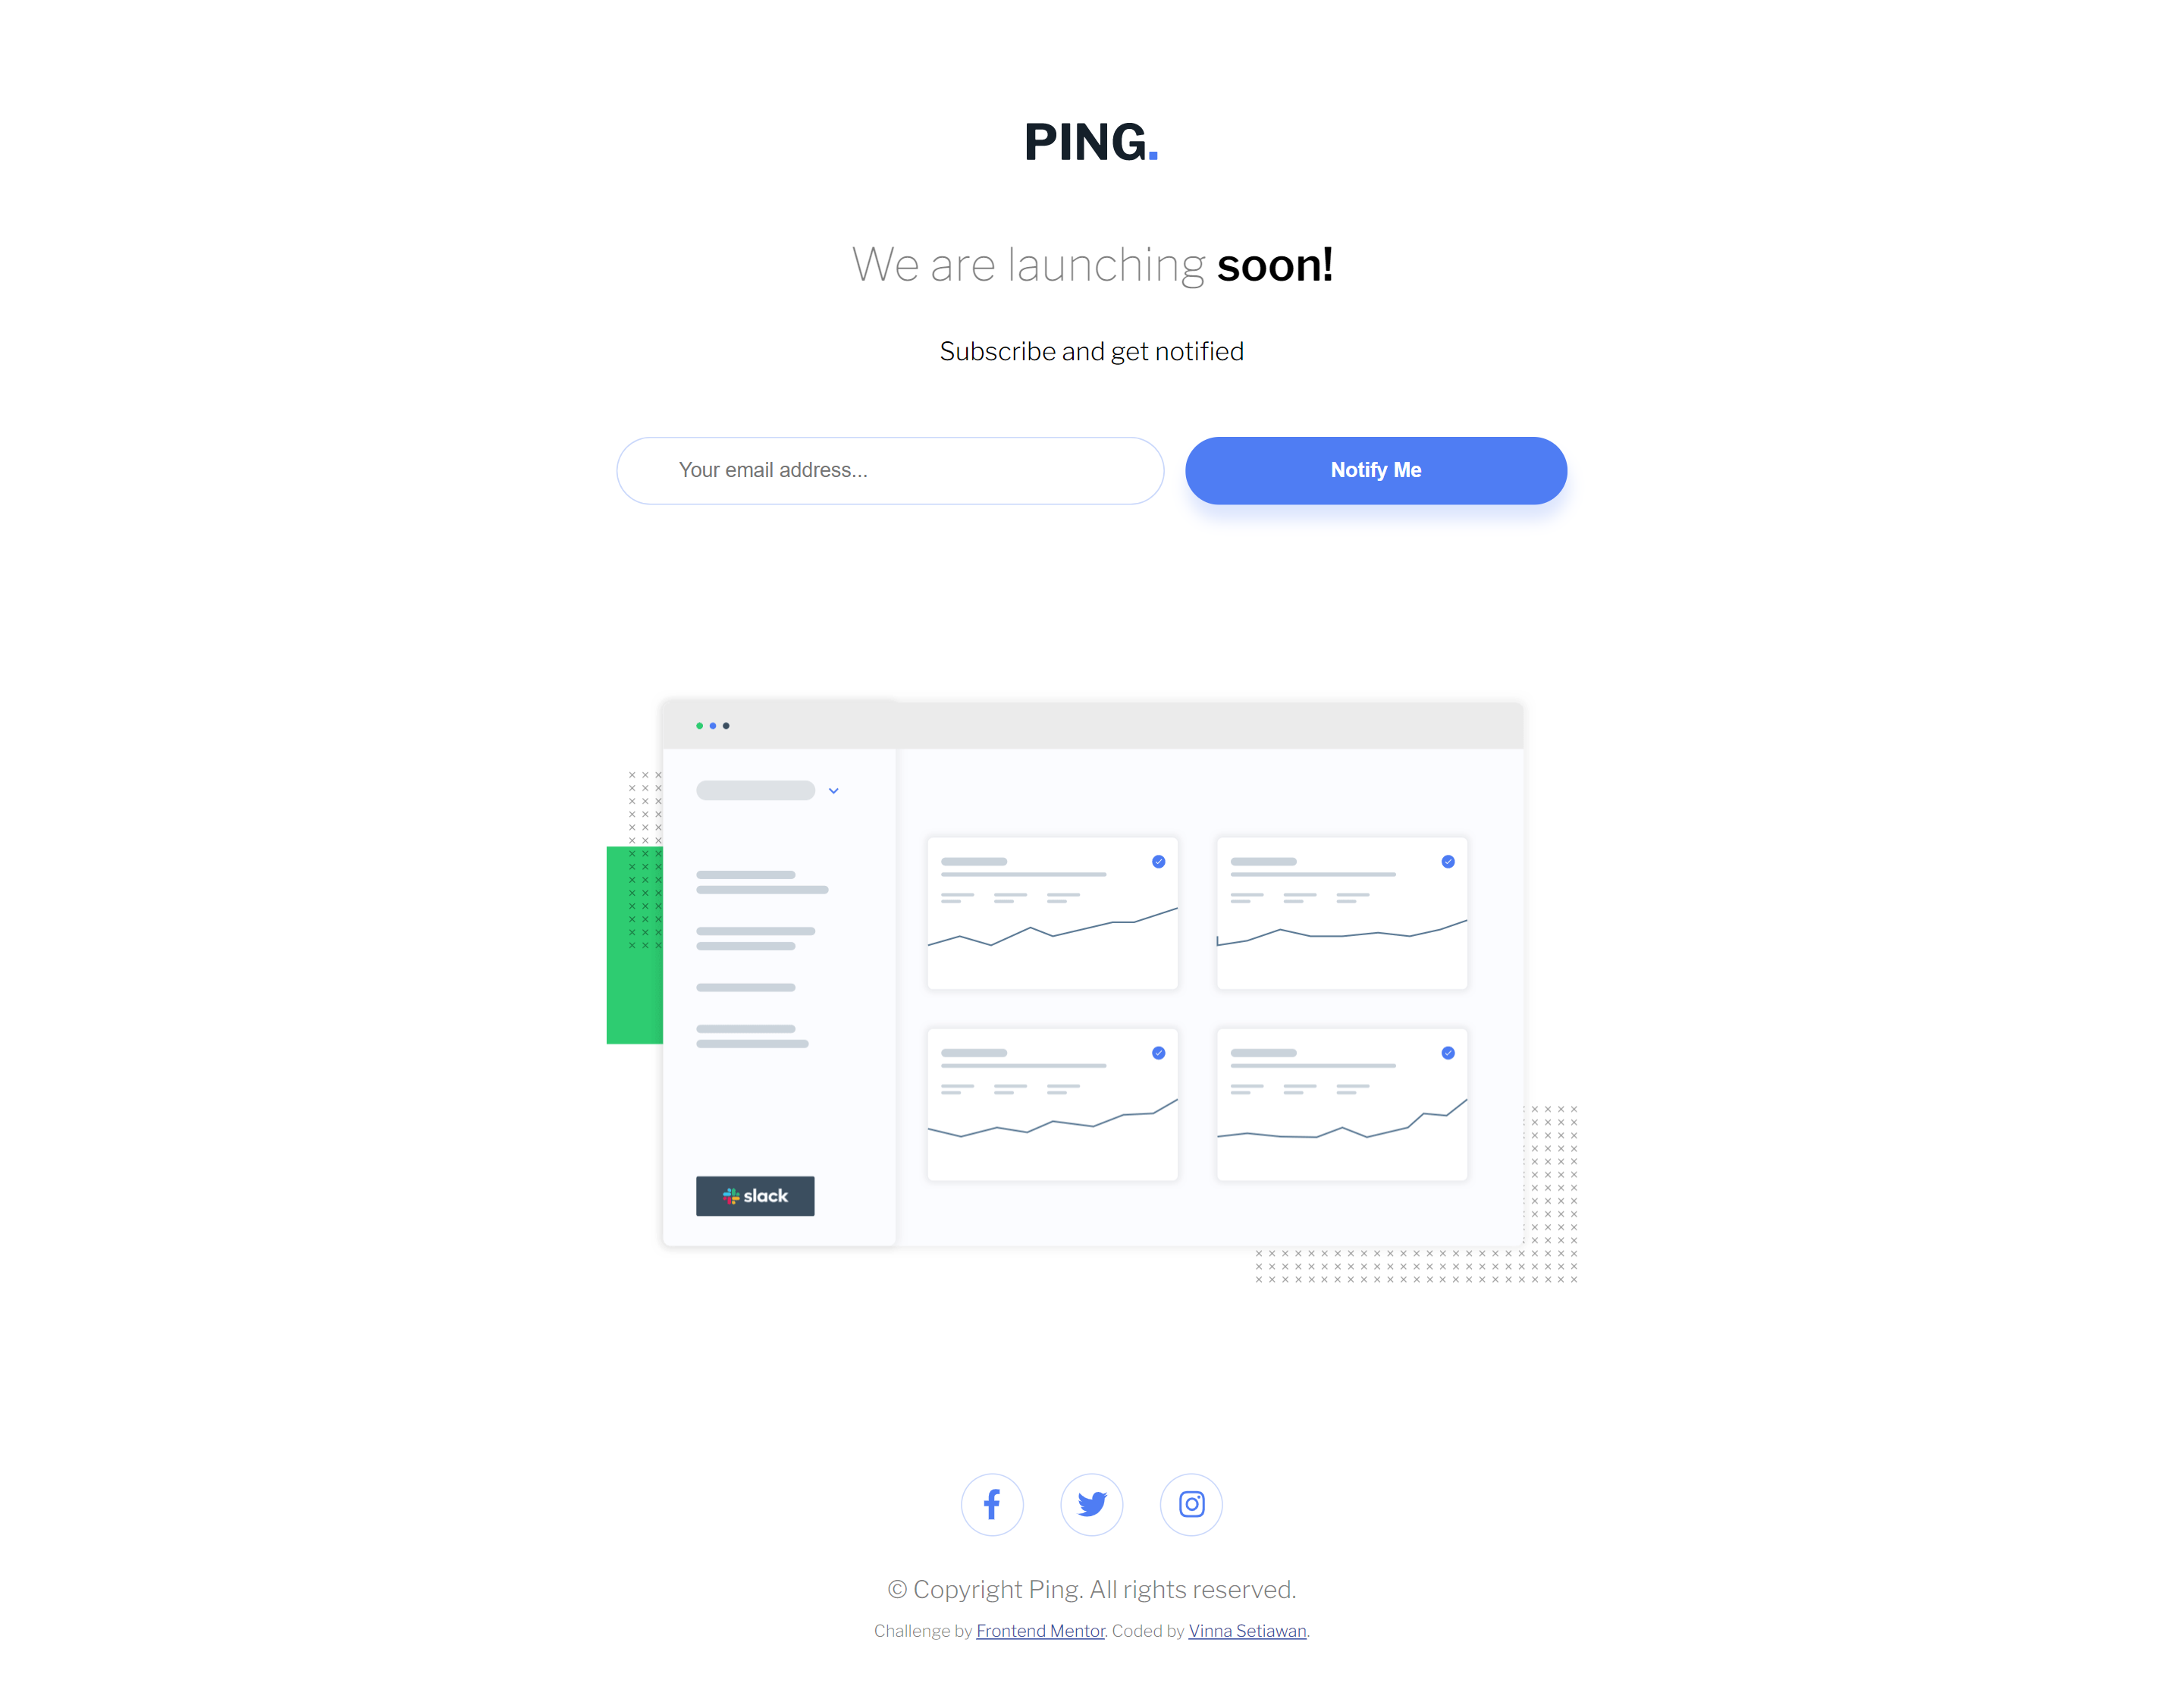 PING.
We are launching soon!
Subscribe and get notified
Your email address...
Notify Me
slack
© Copyright Ping. All rights reserved.
Challenge by Frontend Mentor. Coded by Vinna Setiawan.